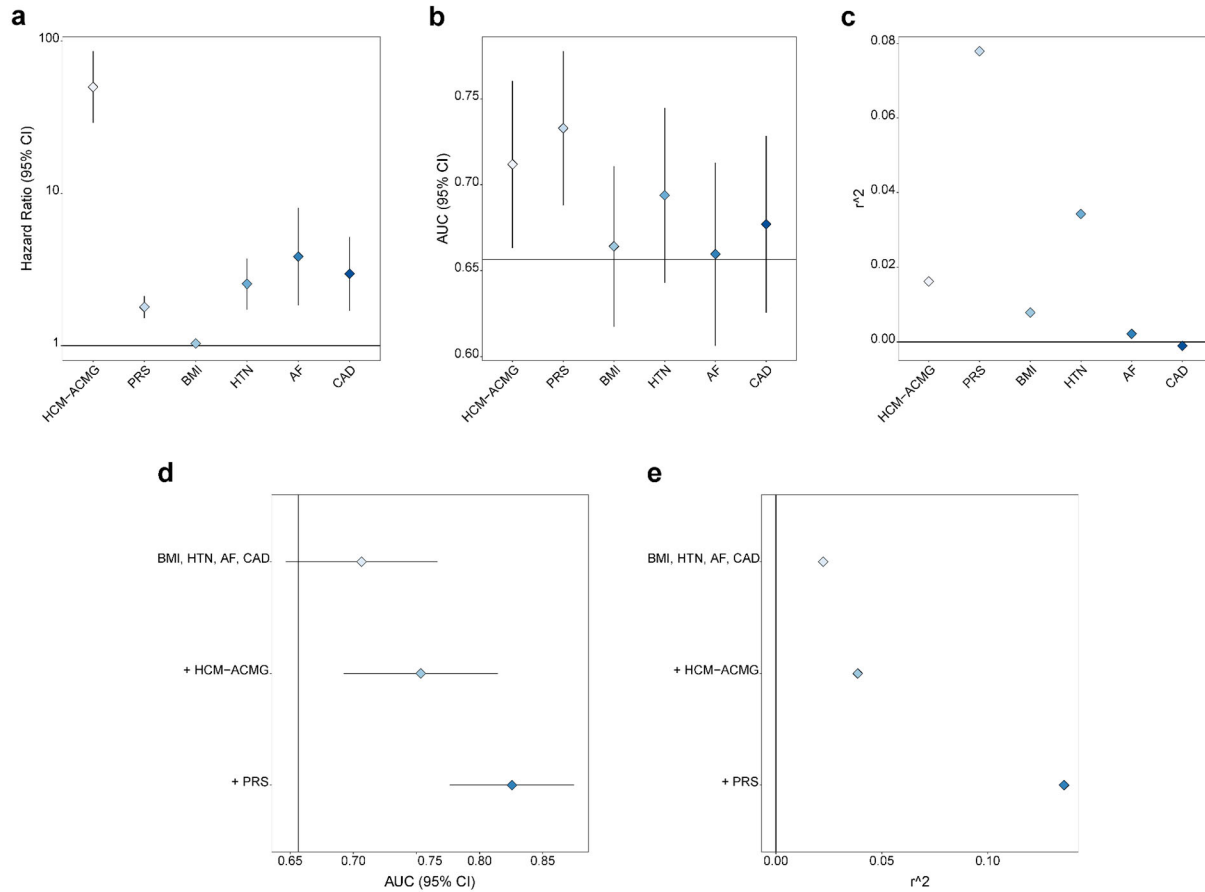 a
100
10
1
Hazard Ratio (95% CI)
HCM−ACMG
PRS
BMI
HTN
AF
CAD
b
0.75
0.70
0.65
0.60
AUC (95% CI)
HCM−ACMG
PRS
BMI
HTN
AF
CAD
c
0.08
0.06
0.04
0.02
0.00
r^2
HCM−ACMG
PRS
BMI
HTN
AF
CAD
d
BMI, HTN, AF, CAD
+ HCM−ACMG
+ PRS
0.65 0.70 0.75 0.80 0.85
AUC (95% CI)
e
BMI, HTN, AF, CAD
+ HCM−ACMG
+ PRS
0.00 0.05 0.10
r^2